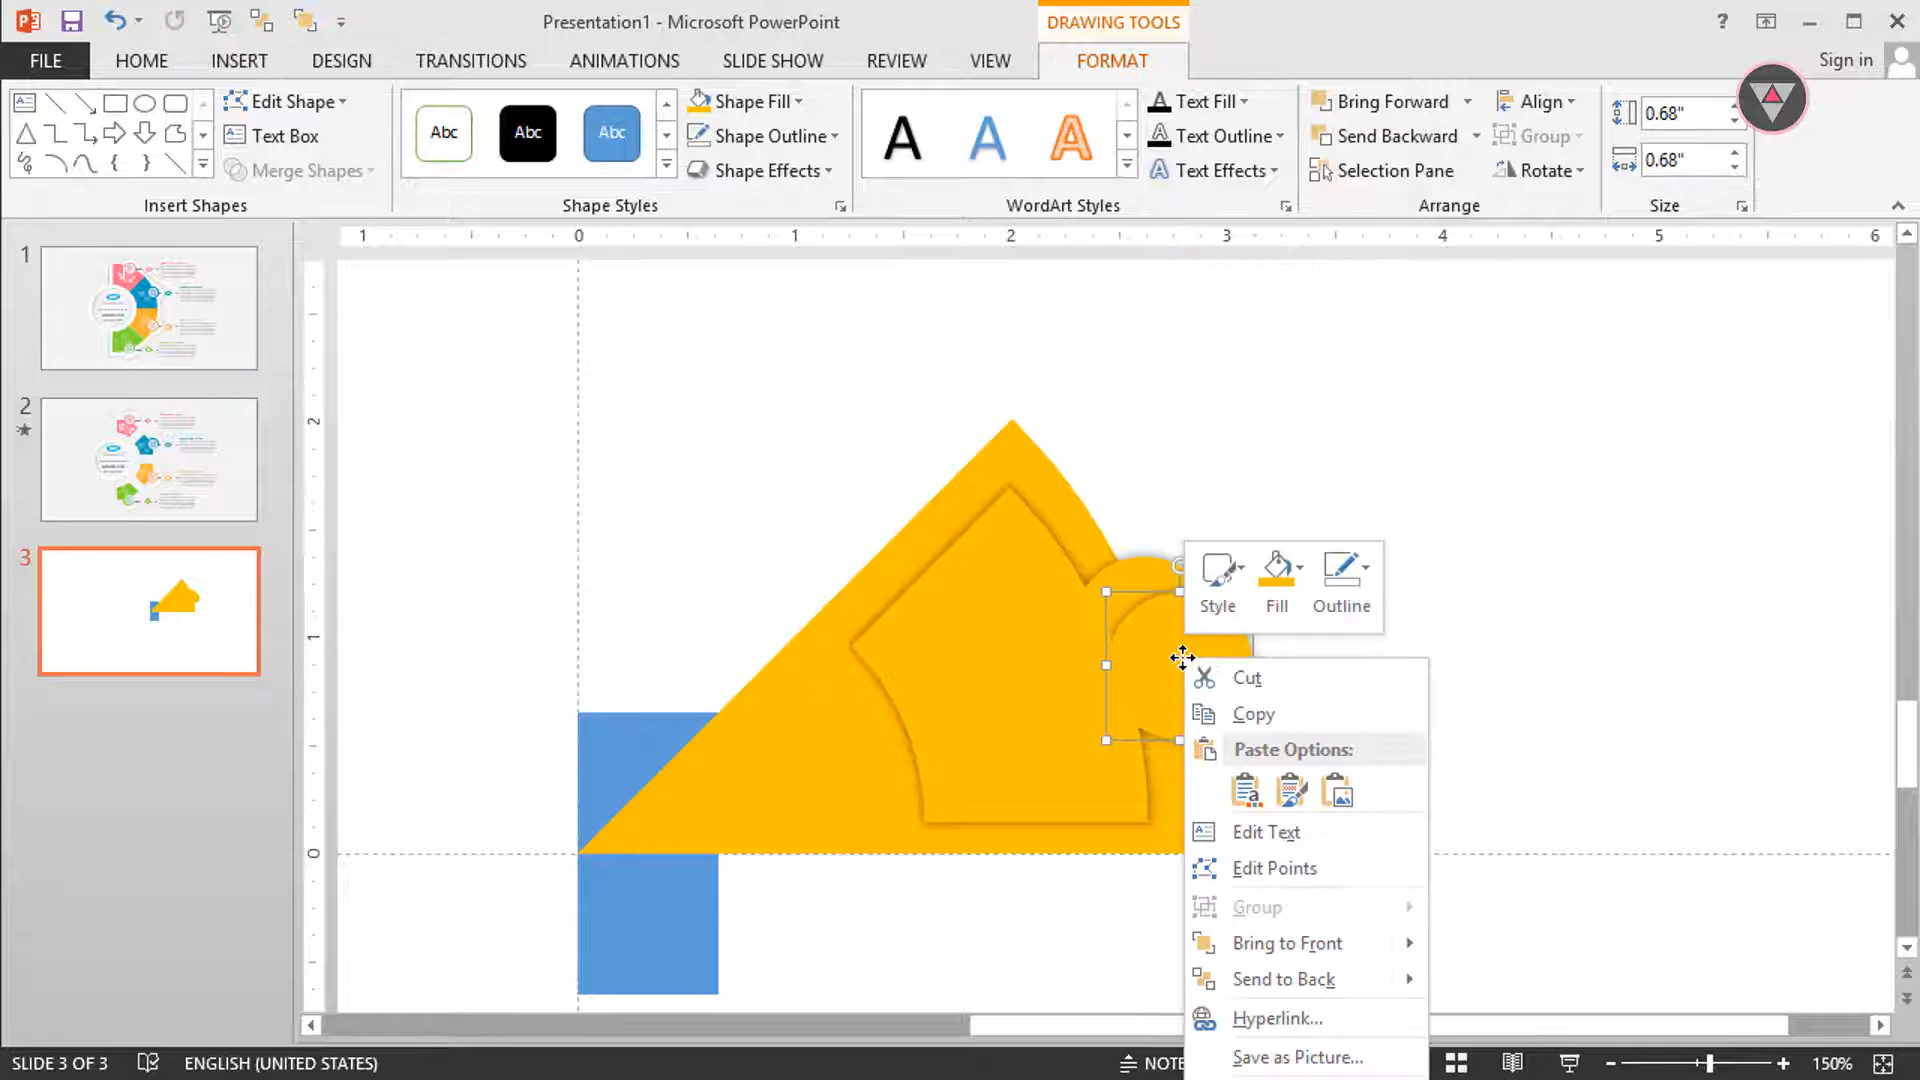 Presentation1 - Microsoft PowerPoint
DRAWING TOOLS
?
FILE
HOME
INSERT
DESIGN
TRANSITIONS
ANIMATIONS
SLIDE SHOW
REVIEW
VIEW
FORMAT
Sign in
Edit Shape
Text Box
Merge Shapes
Insert Shapes
Abc
Abc
Abc
Shape Fill
Shape Outline
Shape Effects
Shape Styles
A
A
A
Text Fill
Text Outline
Text Effects
WordArt Styles
Bring Forward
Send Backward
Selection Pane
Align
Group
Rotate
Arrange
0.68"
0.68"
Size
1 0 1 2 3 4 5 6
2
1
0
1
2
3
Style
Fill
Outline
Cut
Copy
Paste Options:
Edit Text
Edit Points
Group
Bring to Front
Send to Back
Hyperlink...
Save as Picture...
SLIDE 3 OF 3
ENGLISH (UNITED STATES)
NOTE
150%